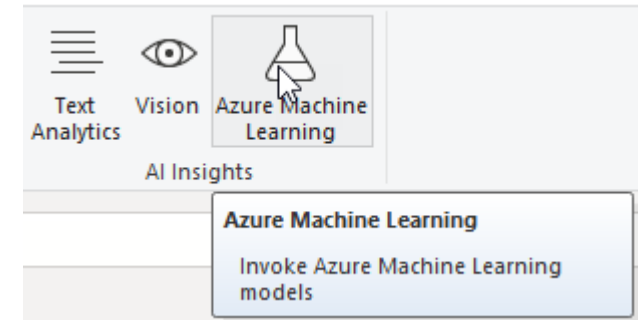 Text
Analytics
Vision
Azure Machine
Learning
AI Insights
Azure Machine Learning
Invoke Azure Machine Learning
models